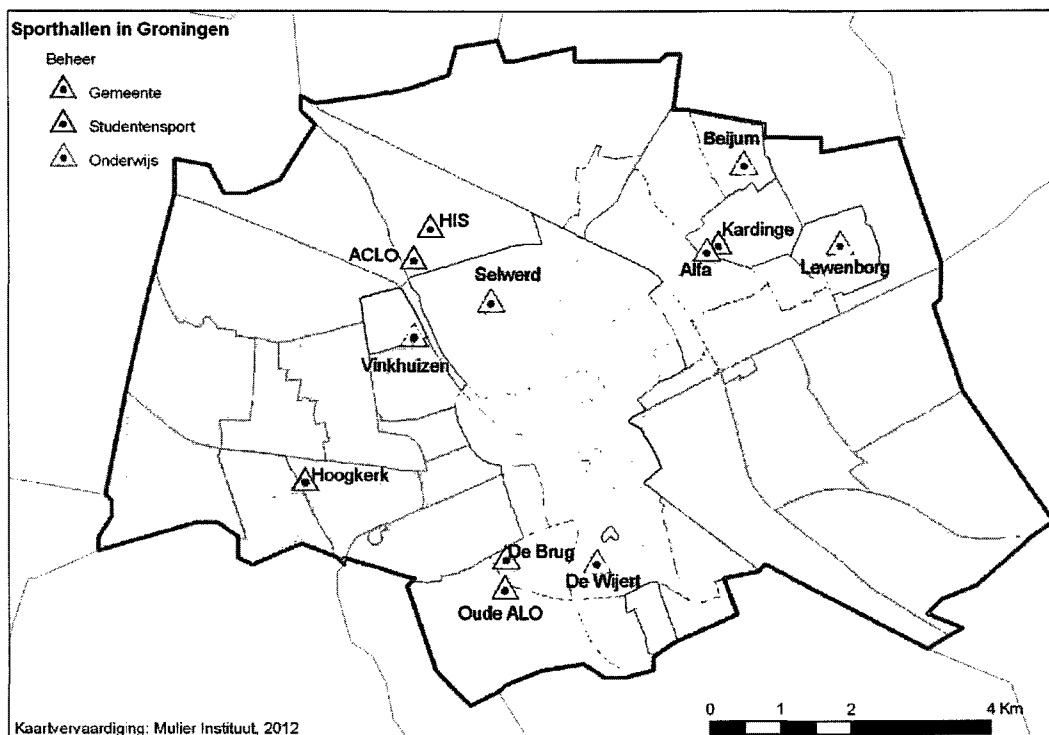 Sporthallen in Groningen
Beheer
Gemeente
Studentensport
Onderwijs
Beijum
HIS
Kardinge
ACLO
Alfa
Lewenborg
Selwerd
Vinkhuizen
Hoogkerk
De Brug
De Wijert
Oude ALO
0 1 2 4 Km
Kaartvervaardiging: Mulier Instituut, 2012